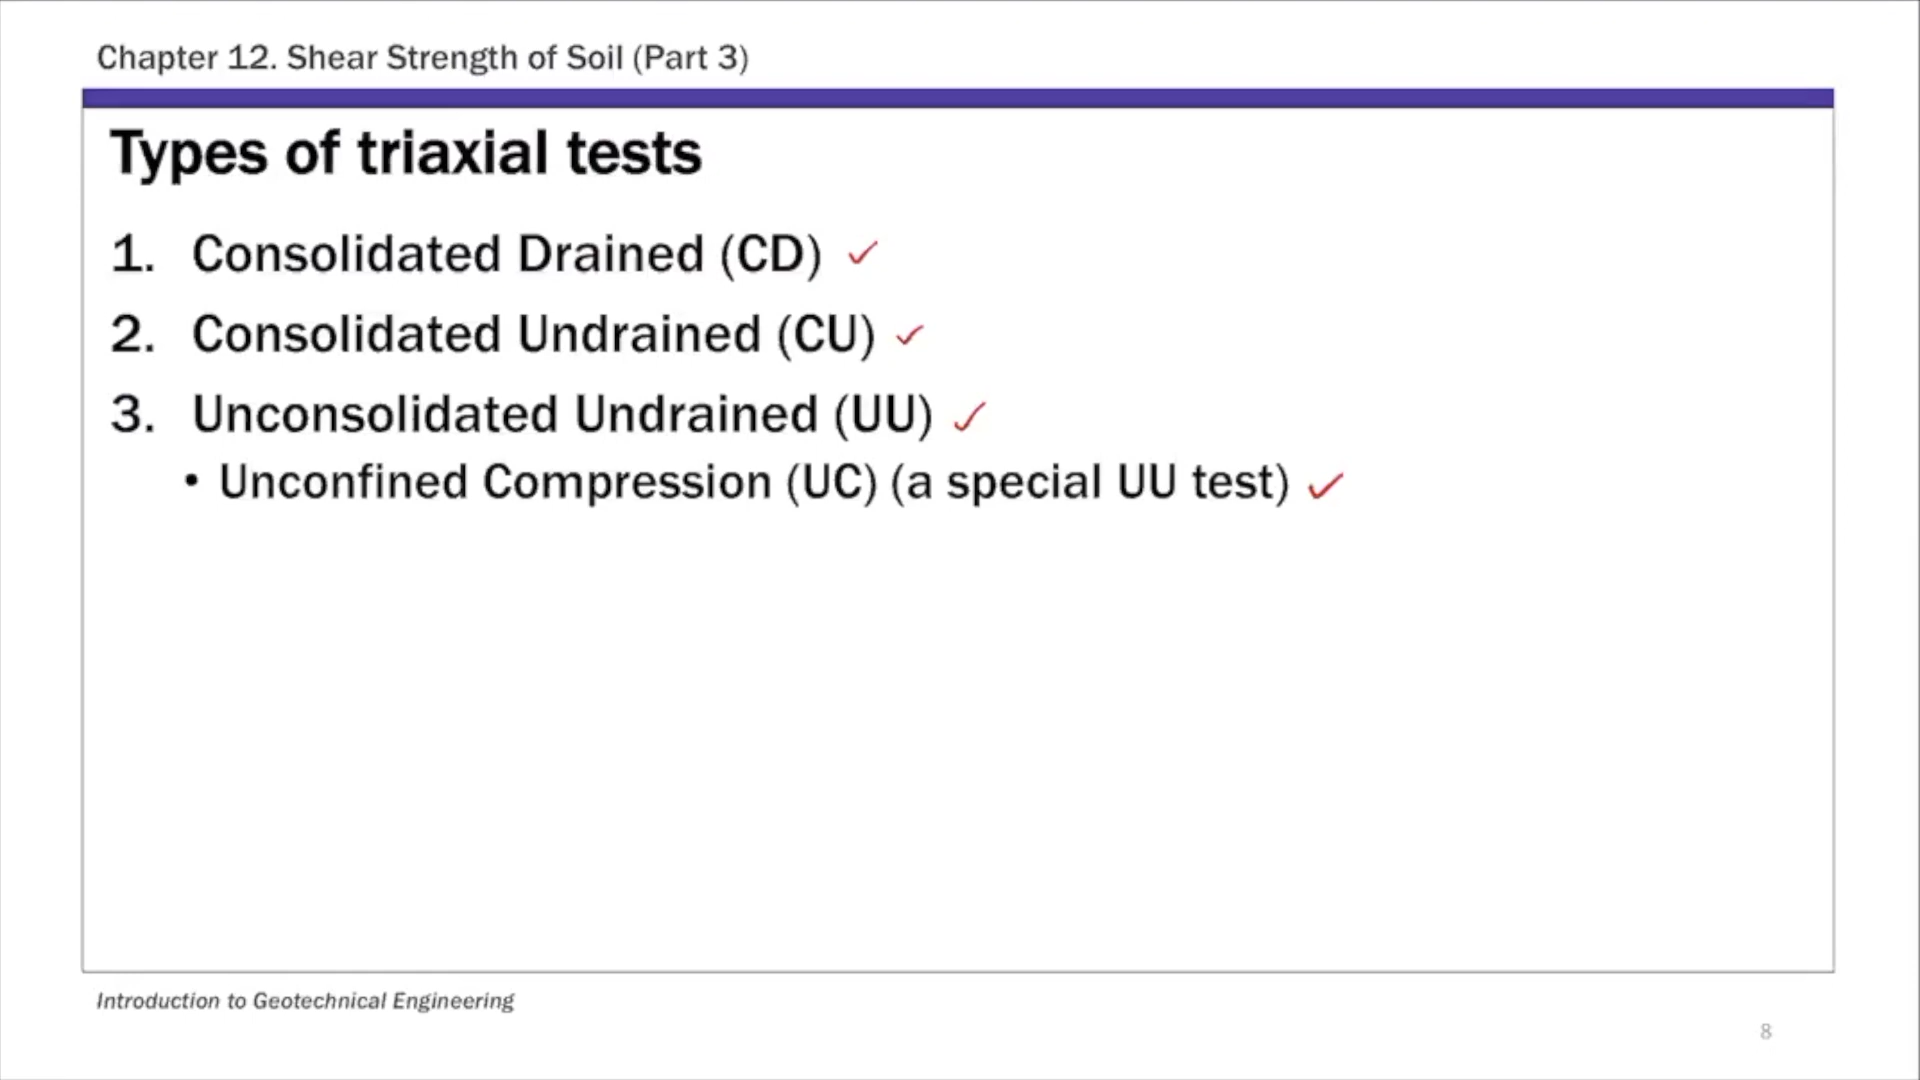 Chapter 12. Shear Strength of Soil (Part 3)
Types of triaxial tests
1. Consolidated Drained (CD) ✓
2. Consolidated Undrained (CU) ✓
3. Unconsolidated Undrained (UU) ✓
• Unconfined Compression (UC) (a special UU test) ✓
Introduction to Geotechnical Engineering
8